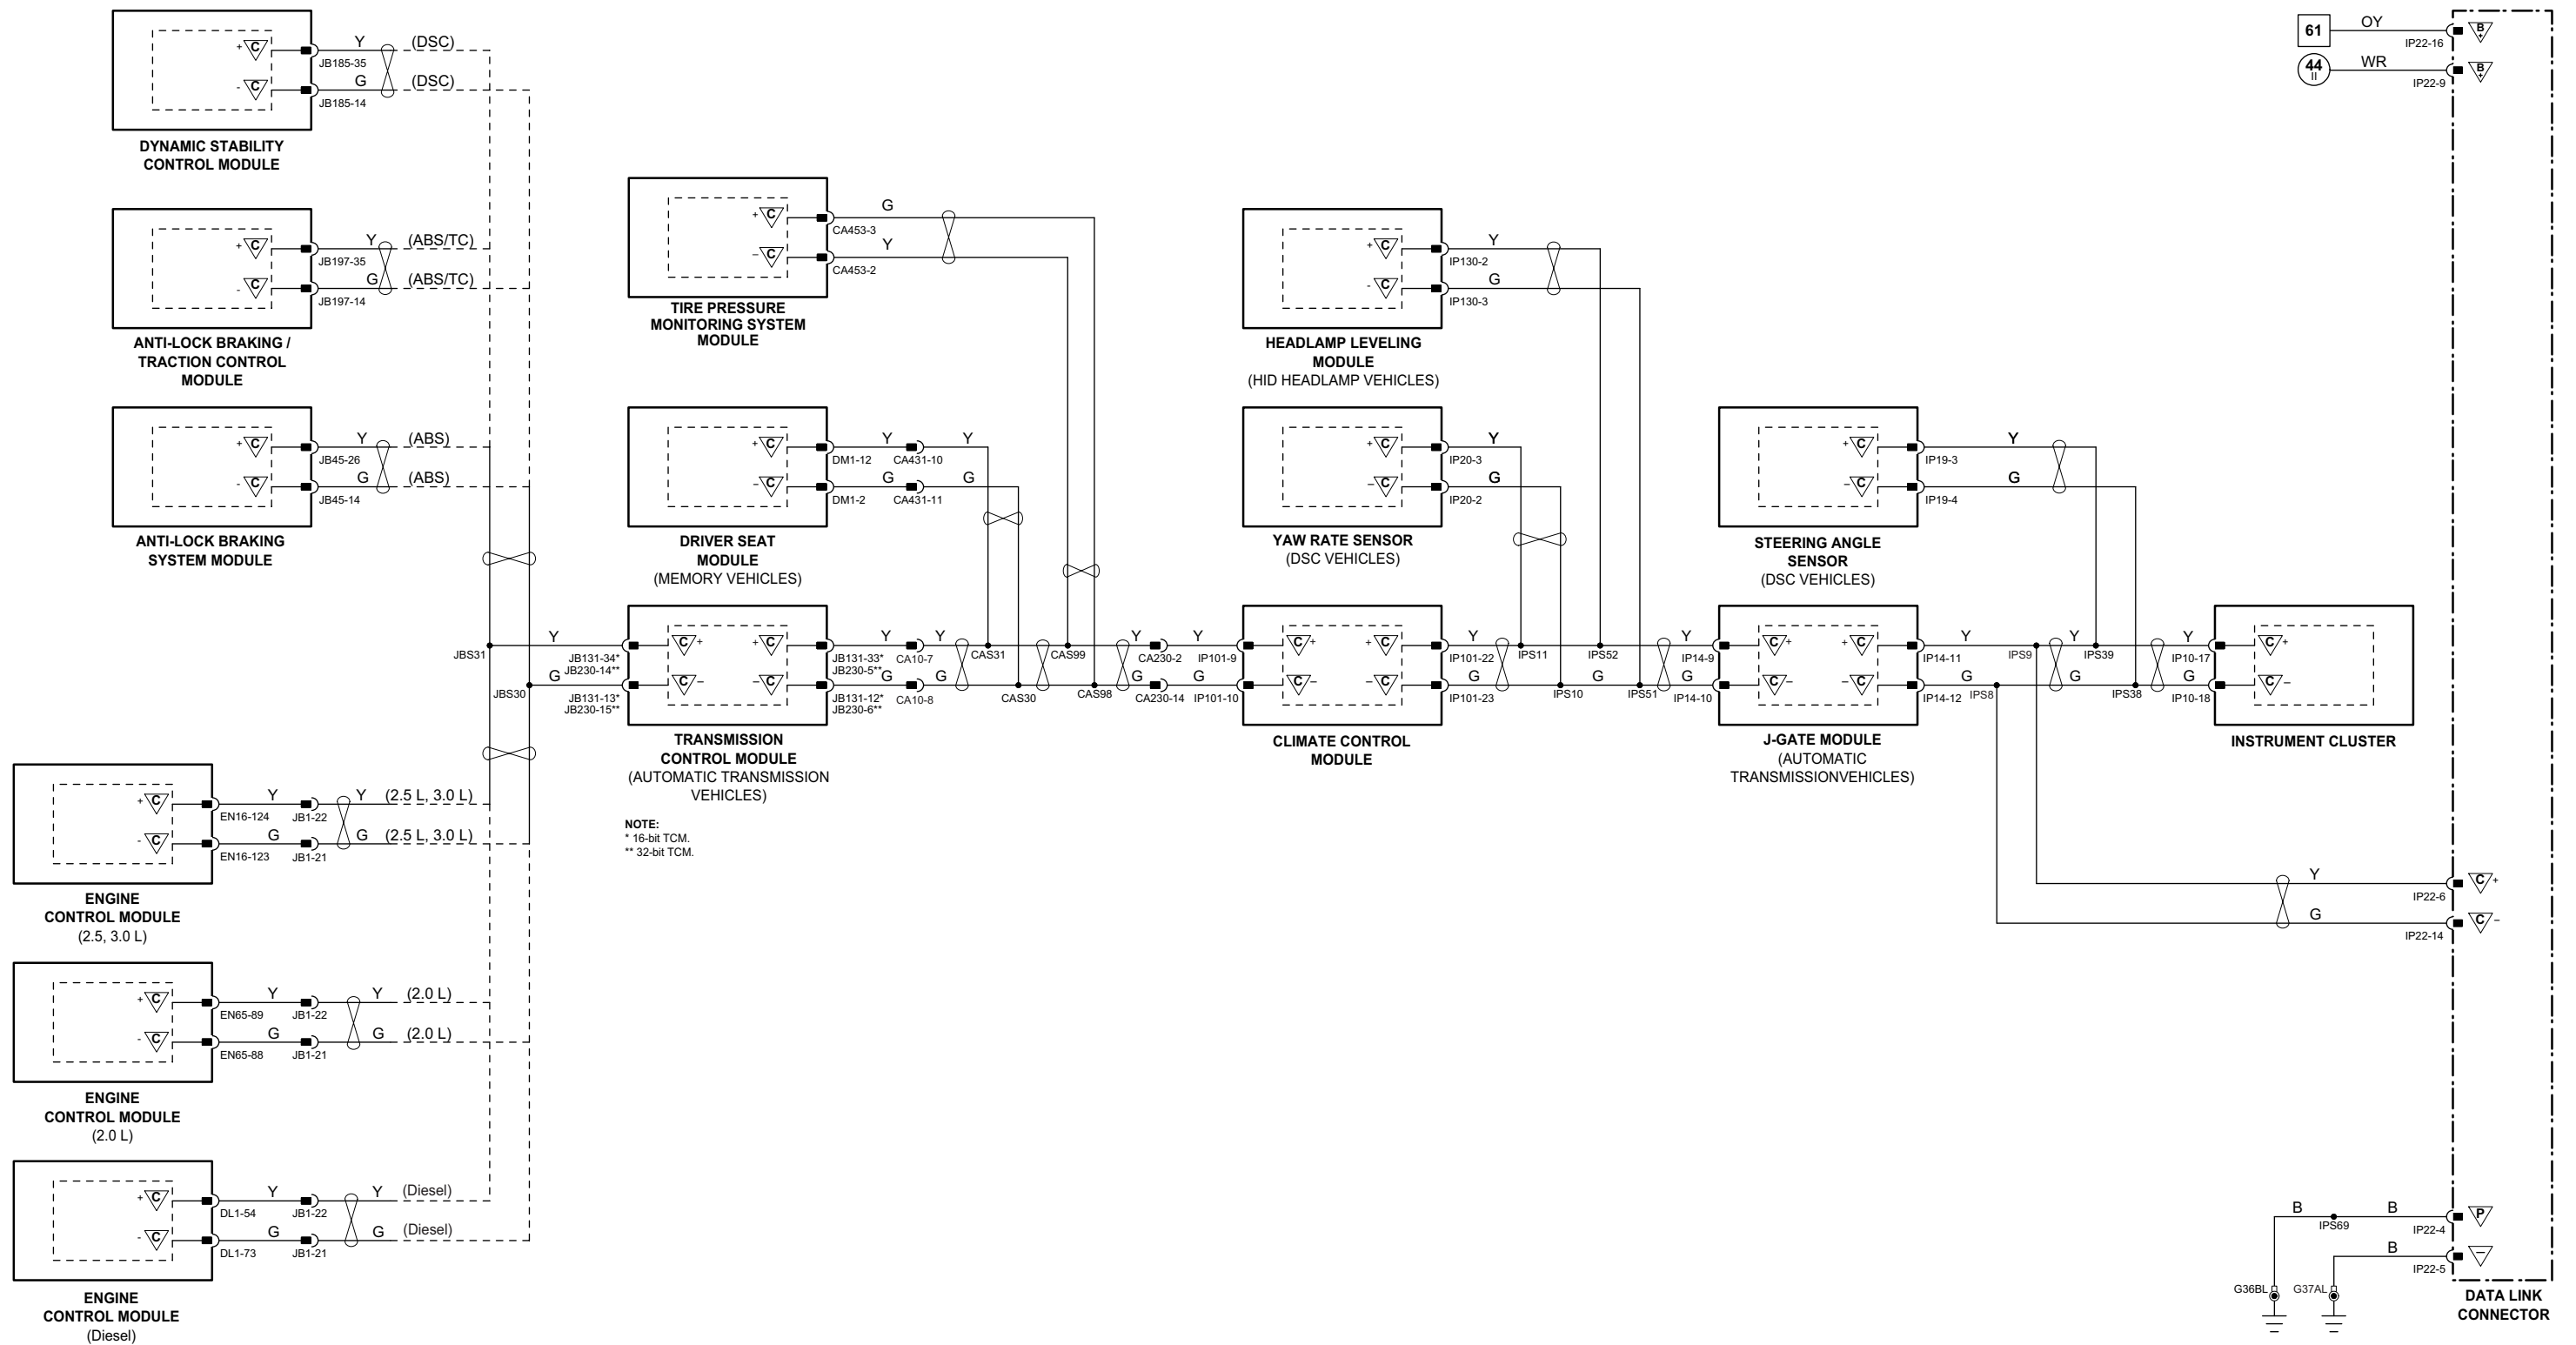 Y (DSC)
+ C
JB185-35
G (DSC)
- C
JB185-14
DYNAMIC STABILITY
CONTROL MODULE
Y (ABS/TC)
+ C
JB197-35
G (ABS/TC)
- C
JB197-14
ANTI-LOCK BRAKING /
TRACTION CONTROL
MODULE
Y (ABS)
+ C
JB45-26
G (ABS)
- C
JB45-14
ANTI-LOCK BRAKING
SYSTEM MODULE
JBS31
JBS30
+ C
Y Y (2.5 L, 3.0 L)
EN16-124 JB1-22
- C
G G (2.5 L, 3.0 L)
EN16-123 JB1-21
ENGINE
CONTROL MODULE
(2.5, 3.0 L)
+ C
Y Y (2.0 L)
EN65-89 JB1-22
- C
G G (2.0 L)
EN65-88 JB1-21
ENGINE
CONTROL MODULE
(2.0 L)
+ C
Y Y (Diesel)
DL1-54 JB1-22
- C
G G (Diesel)
DL1-73 JB1-21
ENGINE
CONTROL MODULE
(Diesel)
+ C
G
CA453-3
– C
Y
CA453-2
TIRE PRESSURE
MONITORING SYSTEM
MODULE
+ C
Y Y
DM1-12 CA431-10
– C
G G
DM1-2 CA431-11
DRIVER SEAT
MODULE
(MEMORY VEHICLES)
Y C + + C Y Y Y Y
JB131-34*
JB230-14**
JB131-33*
JB230-5**
CA10-7 CAS31 CAS99 CA230-2 IP101-9
G C – – C G G G G
JB131-13*
JB230-15**
JB131-12*
JB230-6**
CA10-8 CAS30 CAS98 CA230-14 IP101-10
TRANSMISSION
CONTROL MODULE
(AUTOMATIC TRANSMISSION
VEHICLES)
NOTE:
* 16-bit TCM.
** 32-bit TCM.
+ C
Y
IP130-2
- C
G
IP130-3
HEADLAMP LEVELING
MODULE
(HID HEADLAMP VEHICLES)
+ C
Y
IP20-3
– C
G
IP20-2
YAW RATE SENSOR
(DSC VEHICLES)
C + + C Y Y Y
IP101-22 IPS11 IPS52 IP14-9
C – – C G G G
IP101-23 IPS10 IPS51 IP14-10
CLIMATE CONTROL
MODULE
+ C
Y
IP19-3
– C
G
IP19-4
STEERING ANGLE
SENSOR
(DSC VEHICLES)
C + + C Y Y Y
IP14-11 IPS9 IPS39 IP10-17
C – – C G G G
IP14-12 IPS8 IPS38 IP10-18
J-GATE MODULE
(AUTOMATIC
TRANSMISSIONVEHICLES)
C +
C –
INSTRUMENT CLUSTER
61 OY B +
IP22-16
44 WR B +
II
IP22-9
Y C +
IP22-6
G C –
IP22-14
B B P
IPS69 IP22-4
B –
IP22-5
G36BL G37AL
DATA LINK
CONNECTOR